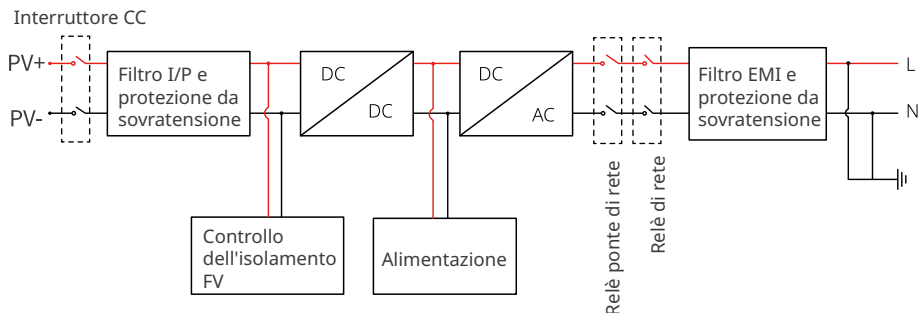 Interruttore CC
PV+
PV-
Filtro I/P e
protezione da
sovratensione
DC
DC
DC
AC
Relè ponte di rete
Relè di rete
Filtro EMI e
protezione da
sovratensione
L
N
Controllo
dell'isolamento
FV
Alimentazione